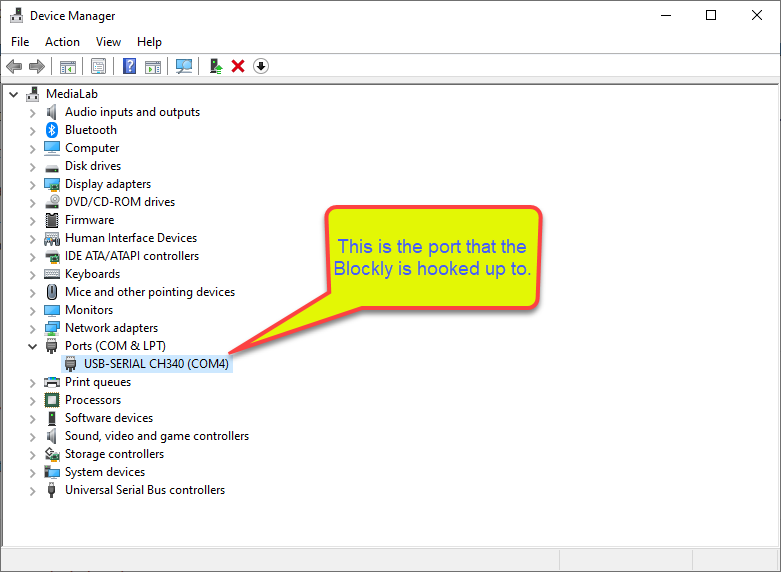 Device Manager
File Action View Help
MediaLab
Audio inputs and outputs
Bluetooth
Computer
Disk drives
Display adapters
DVD/CD-ROM drives
Firmware
Human Interface Devices
IDE ATA/ATAPI controllers
Keyboards
Mice and other pointing devices
Monitors
Network adapters
Ports (COM & LPT)
USB-SERIAL CH340 (COM4)
Print queues
Processors
Software devices
Sound, video and game controllers
Storage controllers
System devices
Universal Serial Bus controllers
This is the port that the
Blockly is hooked up to.